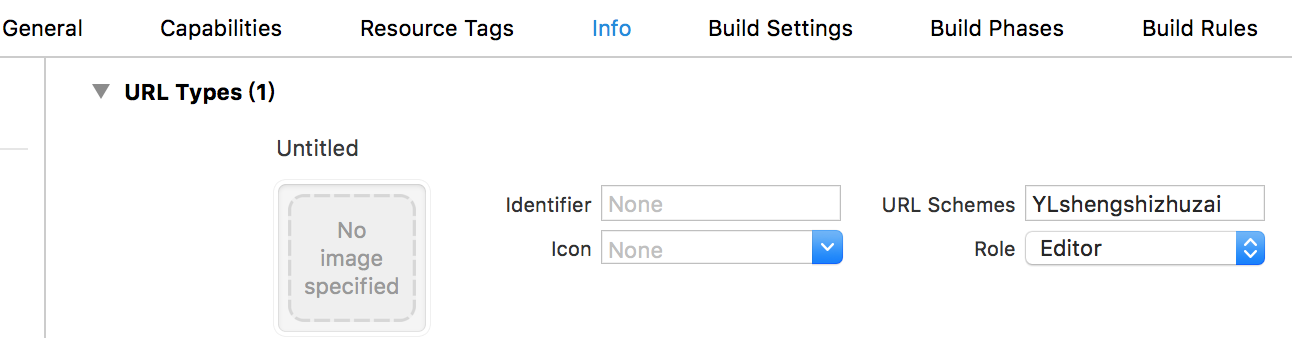 General Capabilities Resource Tags Info Build Settings Build Phases Build Rules
URL Types (1)
Untitled
No
image
specified
Identifier None URL Schemes YLshengshizhuzai
Icon None Role Editor